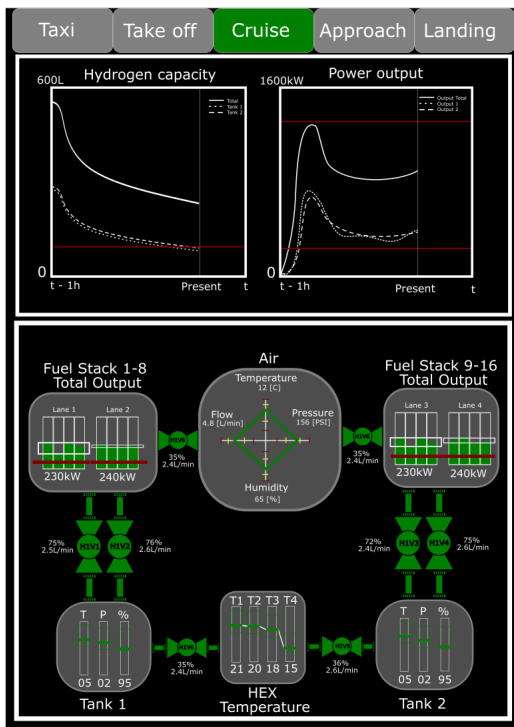 Taxi
Take off
Cruise
Approach
Landing
Hydrogen capacity
600L
Total
Tank 1
Tank 2
0
t - 1h
Present
t
Power output
1600kW
Output Total
Output 1
Output 2
0
t - 1h
Present
t
Fuel Stack 1-8
Total Output
Lane 1
Lane 2
230kW
240kW
H1V6
35%
2.4L/min
Air
Temperature
12 [C]
Flow
4.8 [L/min]
Pressure
156 [PSI]
Humidity
65 [%]
H1V6
35%
2.4L/min
Fuel Stack 9-16
Total Output
Lane 3
Lane 4
230kW
240kW
75%
2.5L/min
H1V1
H1V2
76%
2.6L/min
72%
2.4L/min
H1V3
H1V4
75%
2.6L/min
T P %
05 02 95
Tank 1
H1V6
35%
2.4L/min
T1 T2 T3 T4
21 20 18 15
HEX
Temperature
H1V5
36%
2.6L/min
T P %
05 02 95
Tank 2